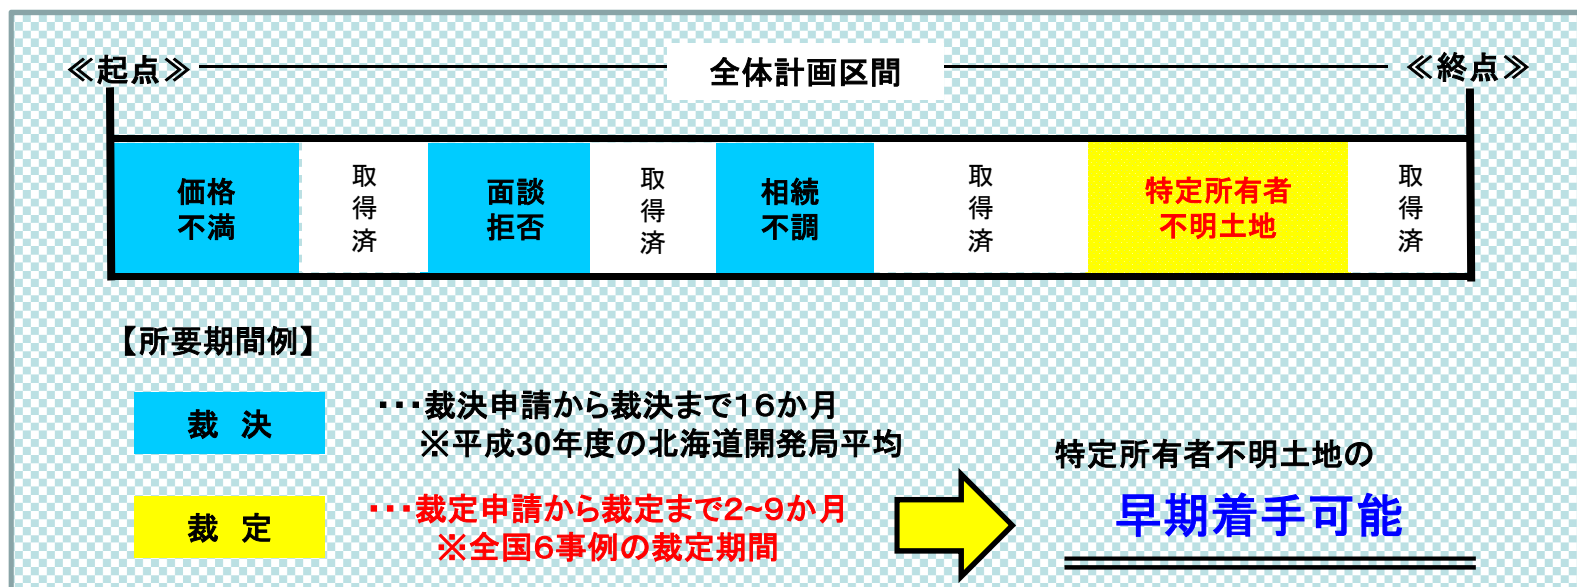 ≪起点≫
全体計画区間
≪終点≫
価格
不満
取得済
面談
拒否
取得済
相続
不調
取得済
特定所有者
不明土地
取得済
【所要期間例】
裁 決
･･･裁決申請から裁決まで16か月
※平成30年度の北海道開発局平均
裁 定
･･･裁定申請から裁定まで2~9か月
※全国6事例の裁定期間
特定所有者不明土地の
早期着手可能